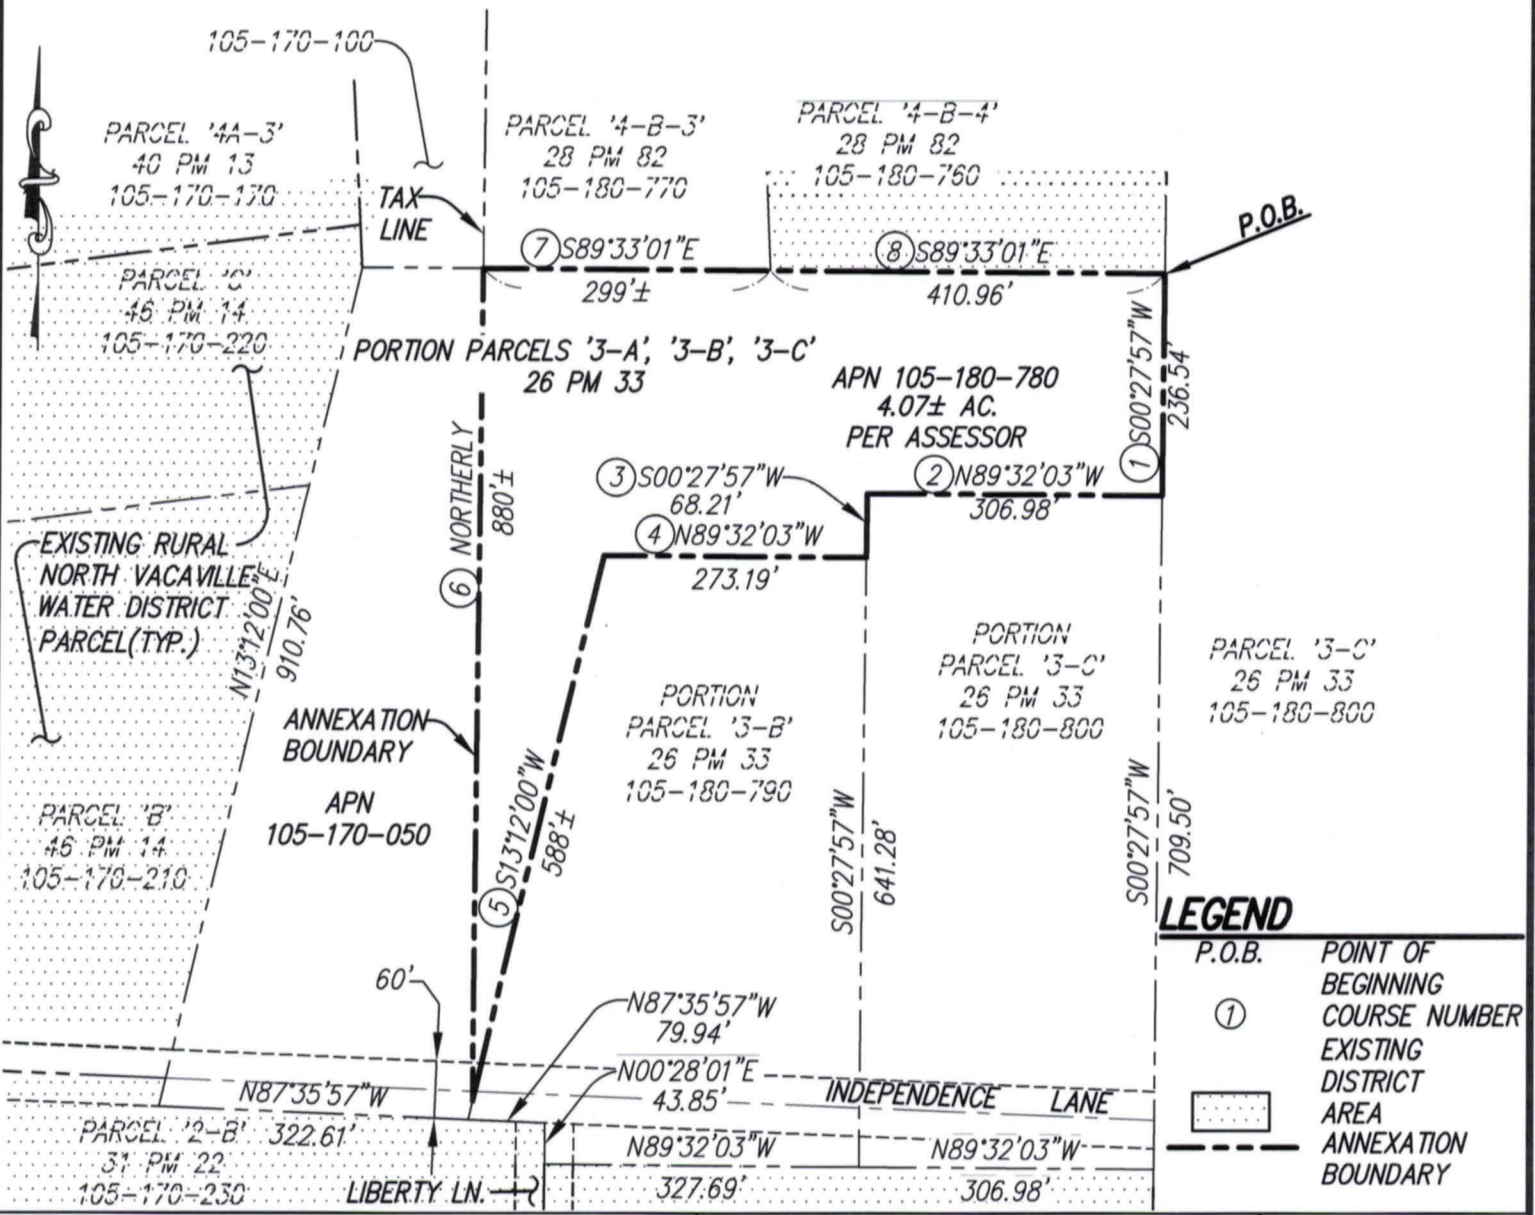 105-170-100
PARCEL '4A-3'
40 PM 13
105-170-170
PARCEL '4-B-3'
28 PM 82
105-180-770
PARCEL '4-B-4'
28 PM 82
105-180-760
TAX
LINE
P.O.B.
7 S89°33'01"E
299'±
8 S89°33'01"E
410.96'
PARCEL 'C'
46 PM 14
105-170-220
PORTION PARCELS '3-A', '3-B', '3-C'
26 PM 33
APN 105-180-780
4.07± AC.
PER ASSESSOR
1 S00°27'57"W
236.54'
2 N89°32'03"W
306.98'
3 S00°27'57"W
68.21'
4 N89°32'03"W
273.19'
6 NORTHERLY
880'±
EXISTING RURAL
NORTH VACAVILLE
WATER DISTRICT
PARCEL(TYP.)
N13°12'00"E
910.76'
ANNEXATION
BOUNDARY
APN
105-170-050
5 S13°12'00"W
588'±
PORTION
PARCEL '3-B'
26 PM 33
105-180-790
PORTION
PARCEL '3-C'
26 PM 33
105-180-800
PARCEL '3-C'
26 PM 33
105-180-800
S00°27'57"W
641.28'
S00°27'57"W
709.50'
PARCEL 'B'
46 PM 14
105-170-210
60'
N87°35'57"W
79.94'
N00°28'01"E
43.85'
INDEPENDENCE LANE
N87°35'57"W
322.61'
PARCEL '2-B'
31 PM 22
105-170-230
LIBERTY LN.
N89°32'03"W
327.69'
N89°32'03"W
306.98'
LEGEND
P.O.B. POINT OF
BEGINNING
1 COURSE NUMBER
EXISTING
DISTRICT
AREA
ANNEXATION
BOUNDARY